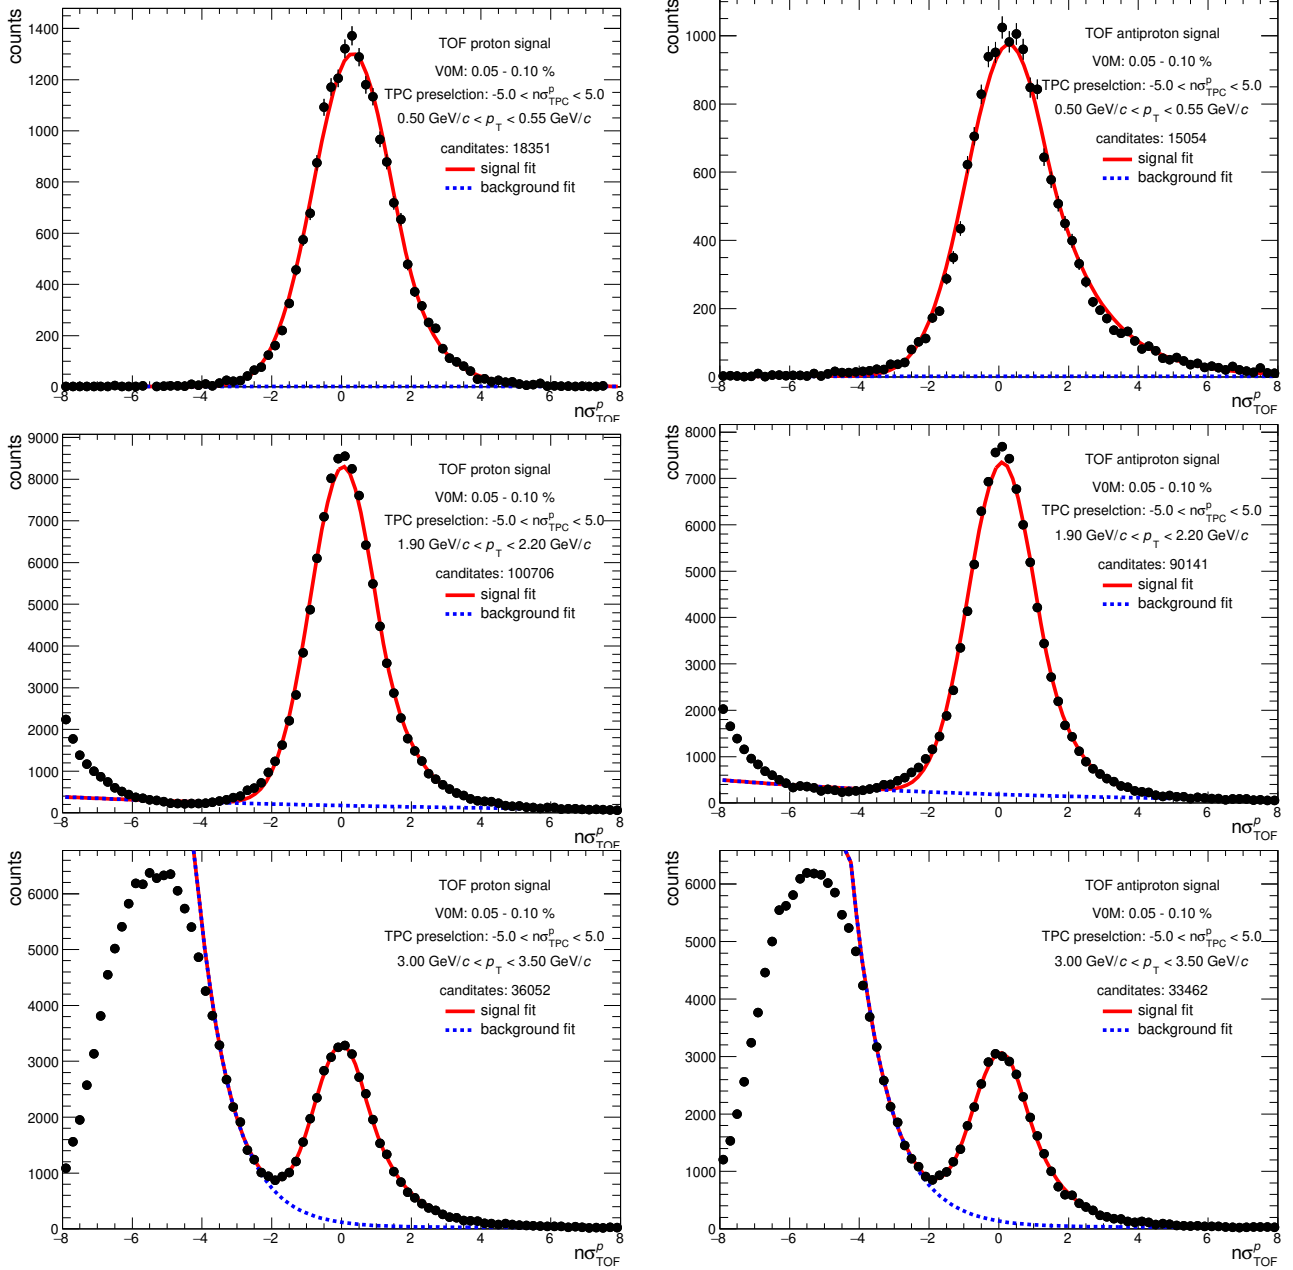 counts
1400
1200
1000
800
600
400
200
0
TOF proton signal
V0M: 0.05 - 0.10 %
TPC preselction: -5.0 < nσ^p_TPC < 5.0
0.50 GeV/c < p_T < 0.55 GeV/c
canditates: 18351
signal fit
background fit
−8 −6 −4 −2 0 2 4 6 8
nσ^p_TOF
counts
1000
800
600
400
200
0
TOF antiproton signal
V0M: 0.05 - 0.10 %
TPC preselction: -5.0 < nσ^p_TPC < 5.0
0.50 GeV/c < p_T < 0.55 GeV/c
canditates: 15054
signal fit
background fit
−8 −6 −4 −2 0 2 4 6 8
nσ^p_TOF
counts
9000
8000
7000
6000
5000
4000
3000
2000
1000
0
TOF proton signal
V0M: 0.05 - 0.10 %
TPC preselction: -5.0 < nσ^p_TPC < 5.0
1.90 GeV/c < p_T < 2.20 GeV/c
canditates: 100706
signal fit
background fit
−8 −6 −4 −2 0 2 4 6 8
nσ^p_TOF
counts
8000
7000
6000
5000
4000
3000
2000
1000
0
TOF antiproton signal
V0M: 0.05 - 0.10 %
TPC preselction: -5.0 < nσ^p_TPC < 5.0
1.90 GeV/c < p_T < 2.20 GeV/c
canditates: 90141
signal fit
background fit
−8 −6 −4 −2 0 2 4 6 8
nσ^p_TOF
counts
6000
5000
4000
3000
2000
1000
0
TOF proton signal
V0M: 0.05 - 0.10 %
TPC preselction: -5.0 < nσ^p_TPC < 5.0
3.00 GeV/c < p_T < 3.50 GeV/c
canditates: 36052
signal fit
background fit
−8 −6 −4 −2 0 2 4 6 8
nσ^p_TOF
counts
6000
5000
4000
3000
2000
1000
0
TOF antiproton signal
V0M: 0.05 - 0.10 %
TPC preselction: -5.0 < nσ^p_TPC < 5.0
3.00 GeV/c < p_T < 3.50 GeV/c
canditates: 33462
signal fit
background fit
−8 −6 −4 −2 0 2 4 6 8
nσ^p_TOF